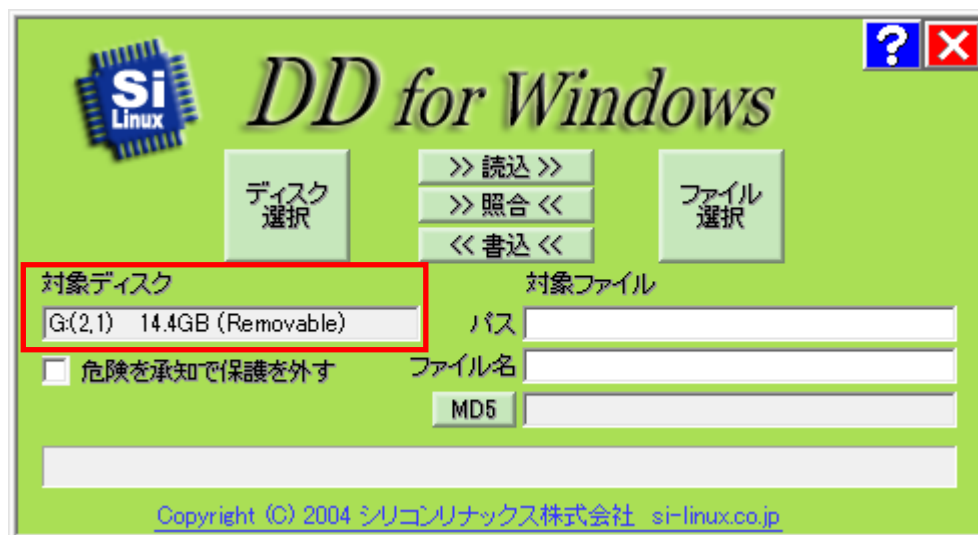 Si
Linux
DD for Windows
?
ディスク
選択
>> 読込 >>
>> 照合 <<
<< 書込 <<
ファイル
選択
対象ディスク
対象ファイル
G:(2,1) 14.4GB (Removable)
パス
危険を承知で保護を外す
ファイル名
MD5
Copyright (C) 2004 シリコンリナックス株式会社 si-linux.co.jp